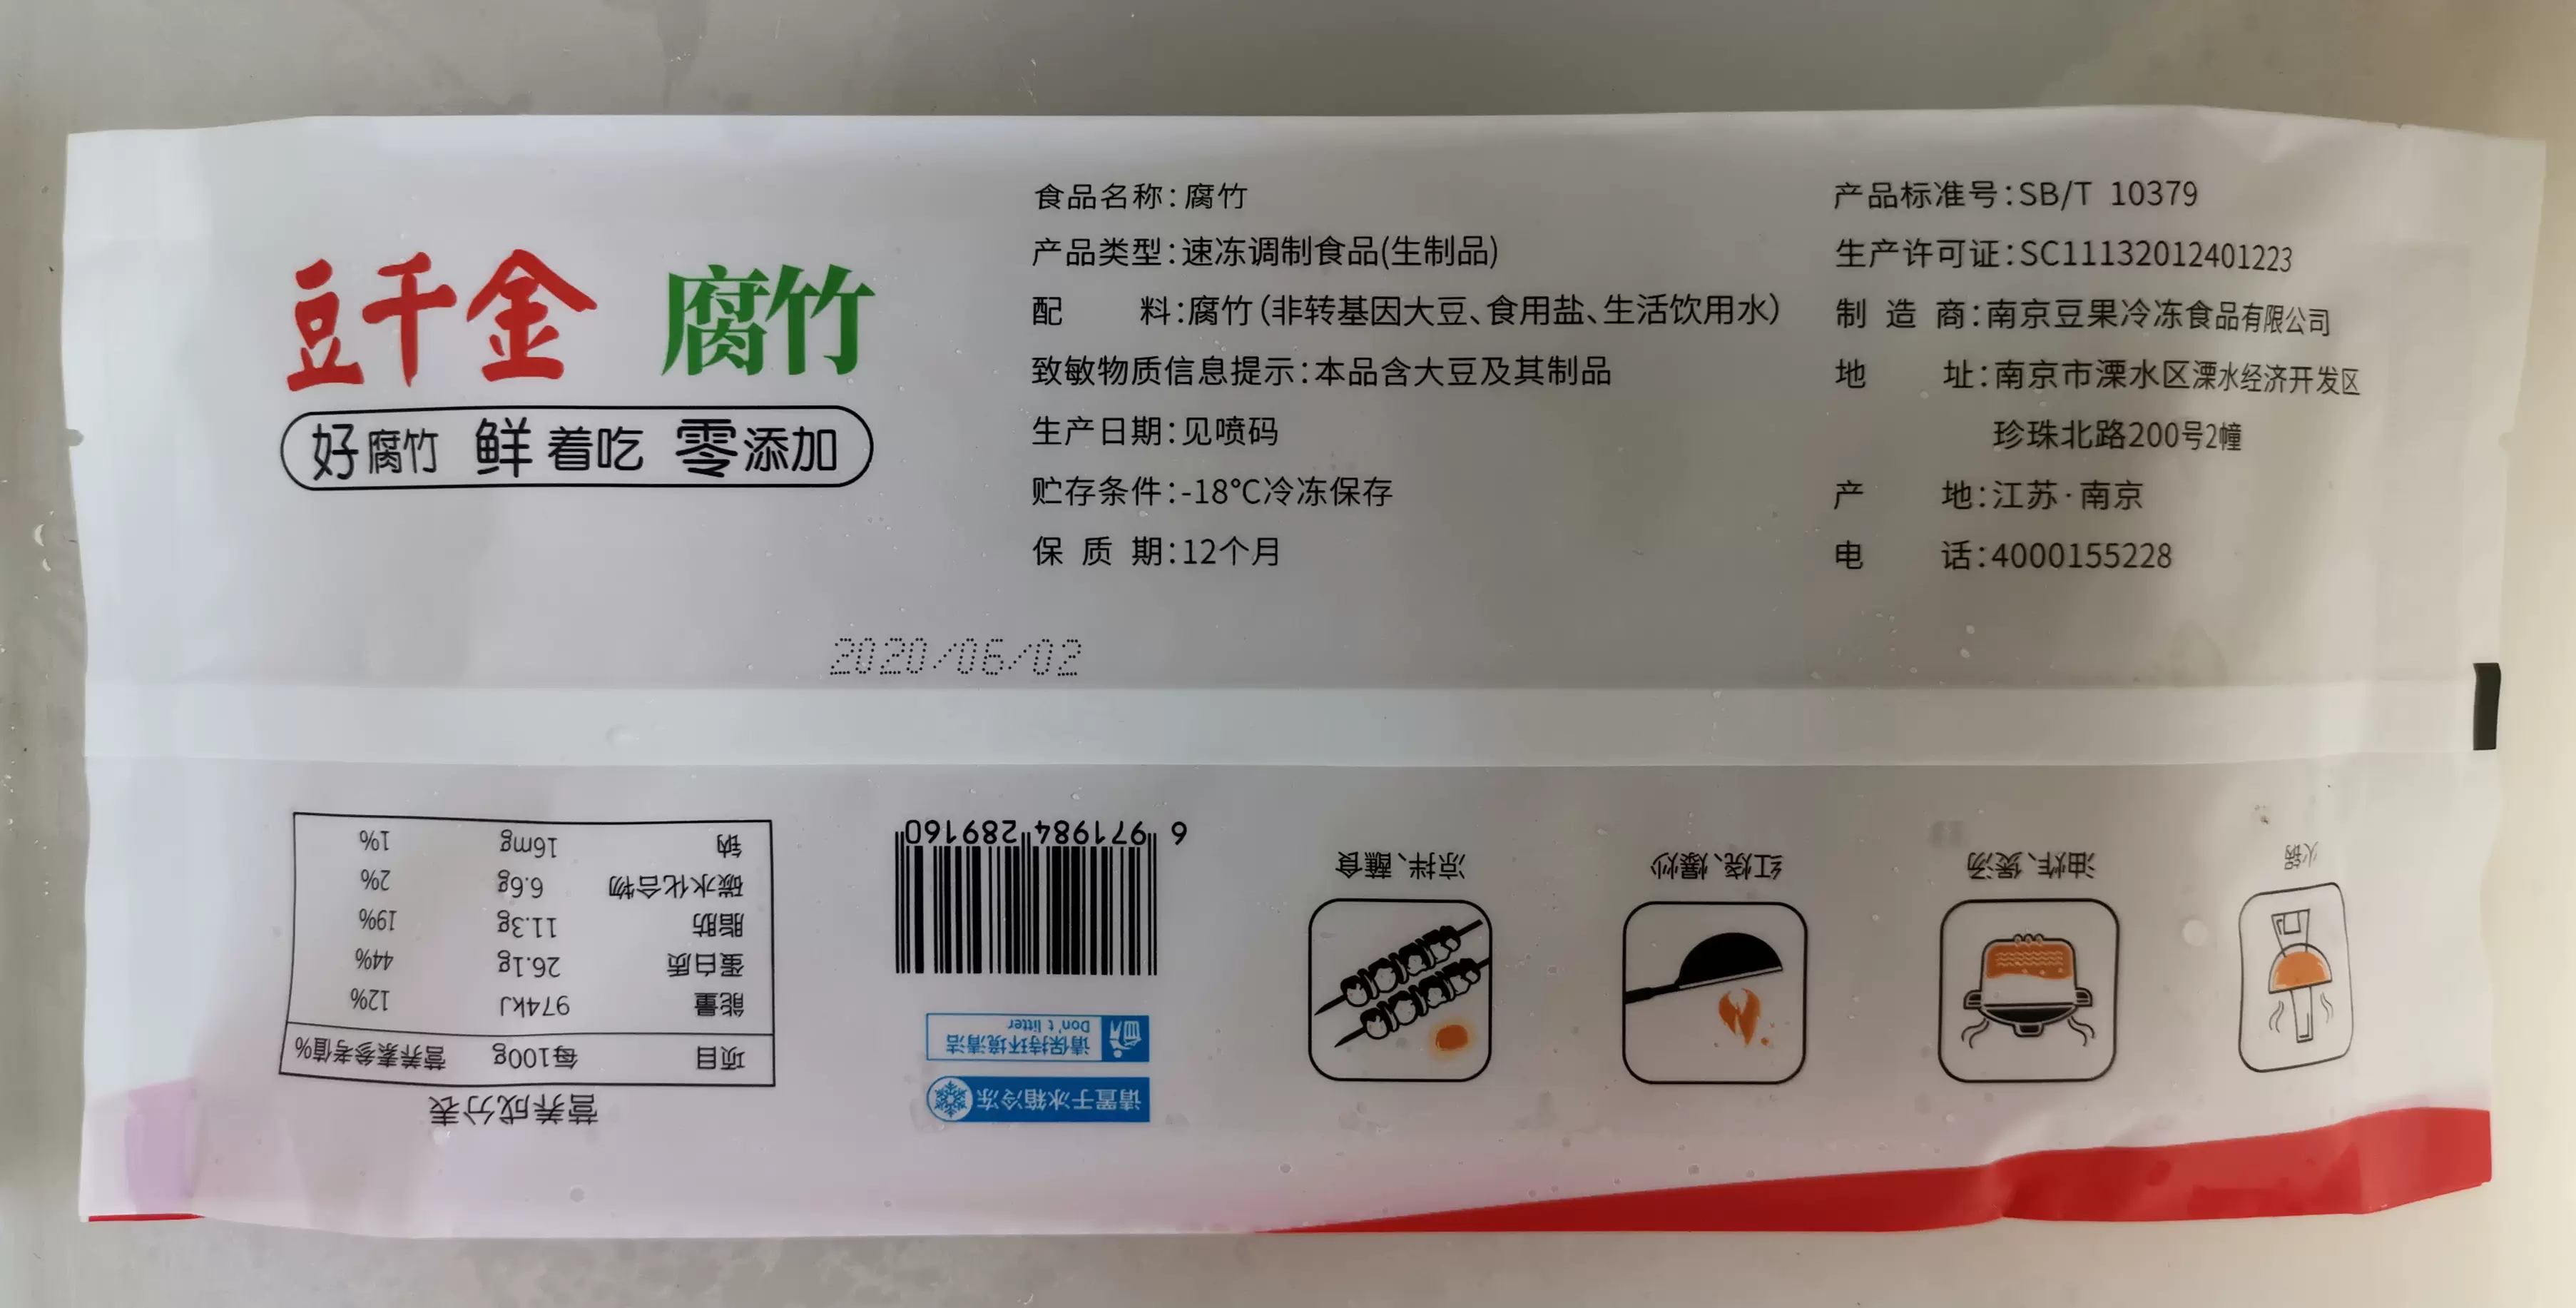 豆千金 腐竹
好腐竹 鲜着吃 零添加
食品名称:腐竹
产品类型:速冻调制食品(生制品)
配 料:腐竹(非转基因大豆、食用盐、生活饮用水)
致敏物质信息提示:本品含大豆及其制品
生产日期:见喷码
贮存条件:-18°C冷冻保存
保 质 期:12个月
产品标准号:SB/T 10379
生产许可证:SC11132012401223
制 造 商:南京豆果冷冻食品有限公司
地 址:南京市溧水区溧水经济开发区
珍珠北路200号2幢
产 地:江苏·南京
电 话:4000155228
2020/06/02
火锅
油炸、煲汤
红烧、爆炒
凉拌、蘸食
请置于冰箱冷冻
请保持环境清洁
Don't litter
6 971984 289160
营养成分表
项目 每100g 营养素参考值%
能量 974kJ 12%
蛋白质 26.1g 44%
脂肪 11.3g 19%
碳水化合物 6.6g 2%
钠 16mg 1%